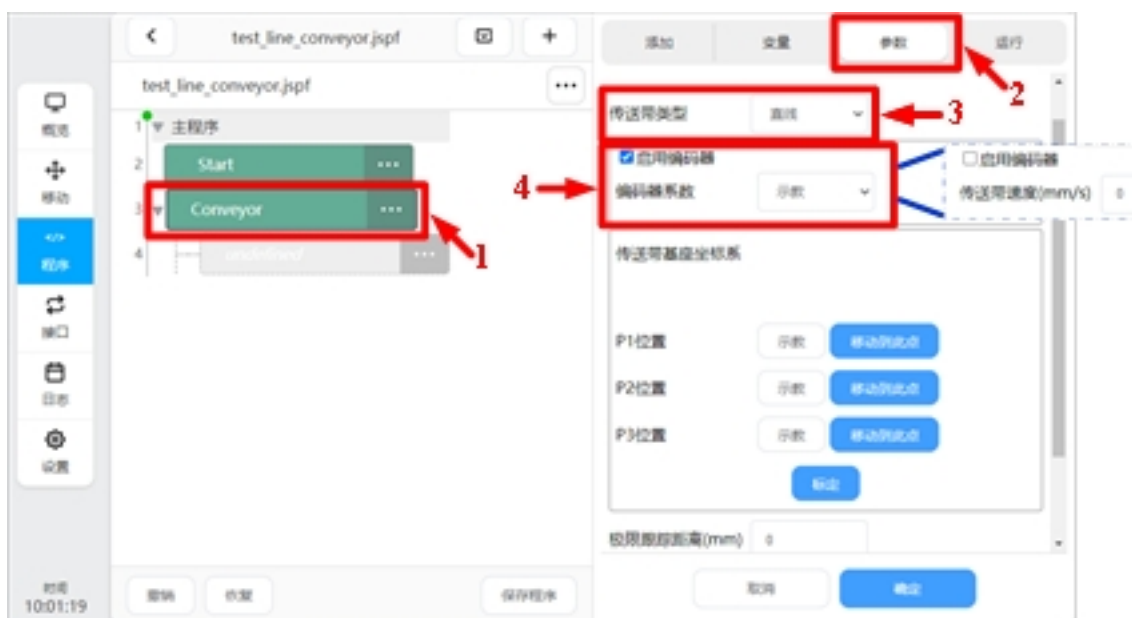 test_line_conveyor.jspf
添加
变量
参数
运行
test_line_conveyor.jspf
概览
移动
程序
接口
日志
设置
1
主程序
2
Start
3
Conveyor
4
undefined
1
2
传送带类型
直线
3
4
启用编码器
编码器系数
示教
启用编码器
传送带速度(mm/s)
0
传送带基座坐标系
P1位置
示教
移动到此点
P2位置
示教
移动到此点
P3位置
示教
移动到此点
标定
极限跟踪距离(mm)
0
时间
10:01:19
撤销
恢复
保存程序
取消
确定